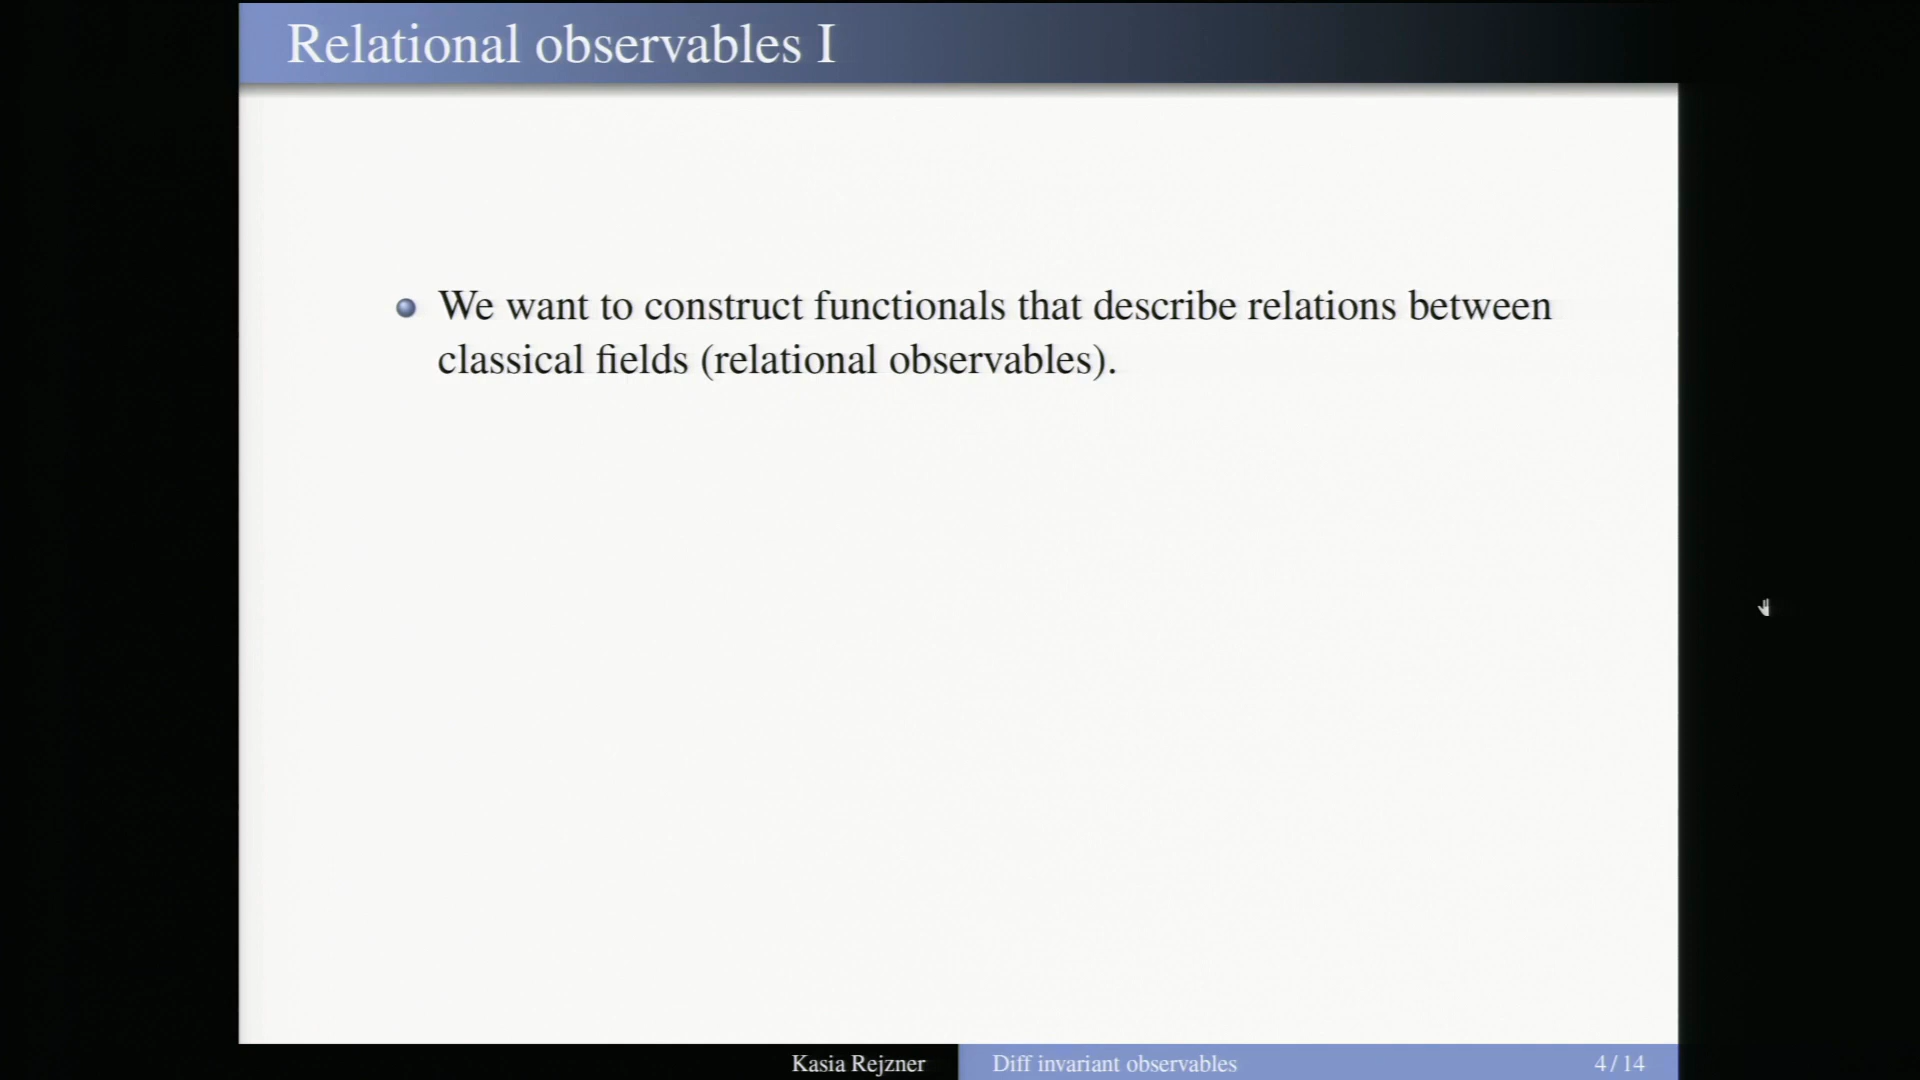 Relational observables I
We want to construct functionals that describe relations between
classical fields (relational observables).
Kasia Rejzner
Diff invariant observables
4 / 14